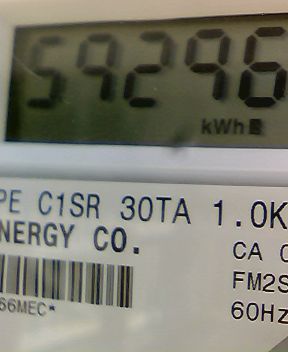 59296
kWh
PE C1SR 30TA 1.0K
NERGY CO.
CA
FM2S
66MEC*
60Hz